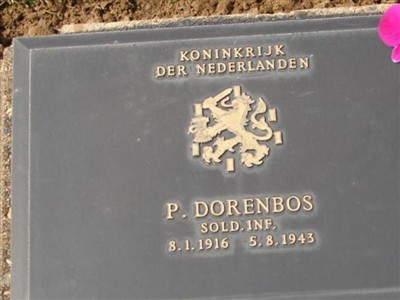 KONINKRIJK
DER NEDERLANDEN
P. DORENBOS
SOLD. INF.
8.1.1916 5.8.1943